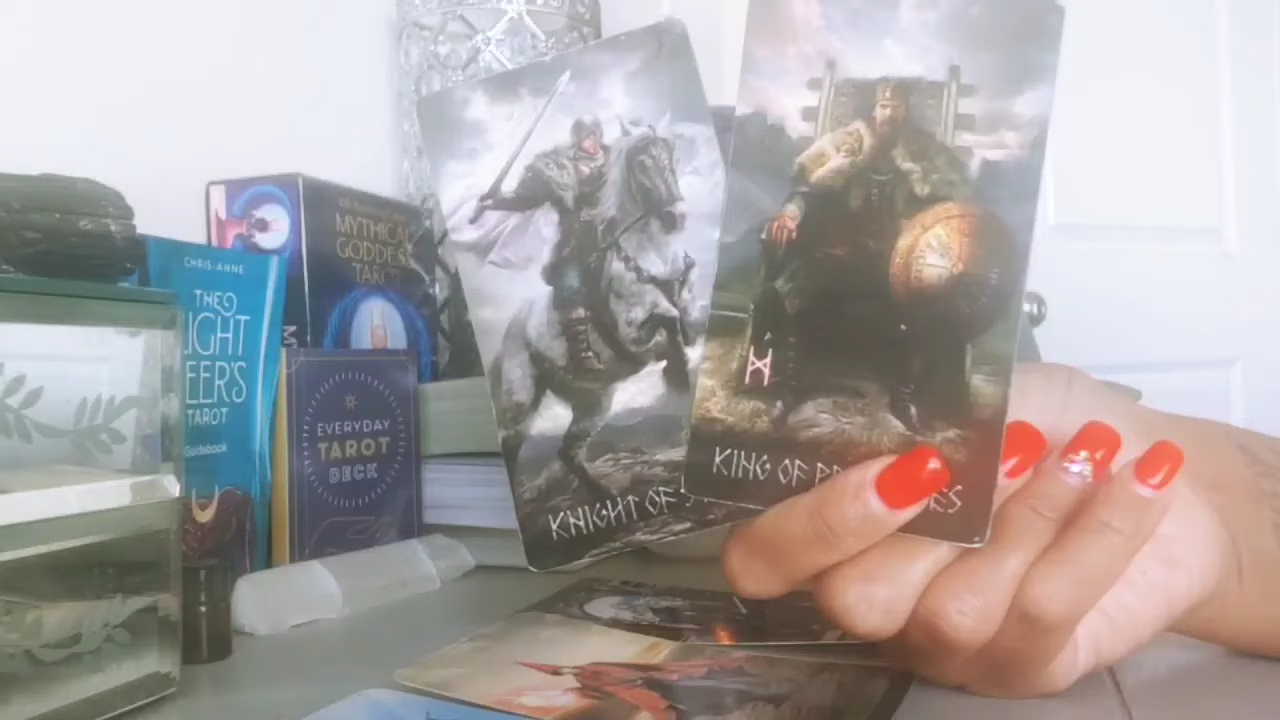 CHRIS-ANNE
THE
LIGHT
SEER'S
TAROT
Guidebook
MYTHICAL
GODDESS
TAROT
EVERYDAY
TAROT
DECK
KNIGHT OF
KING OF